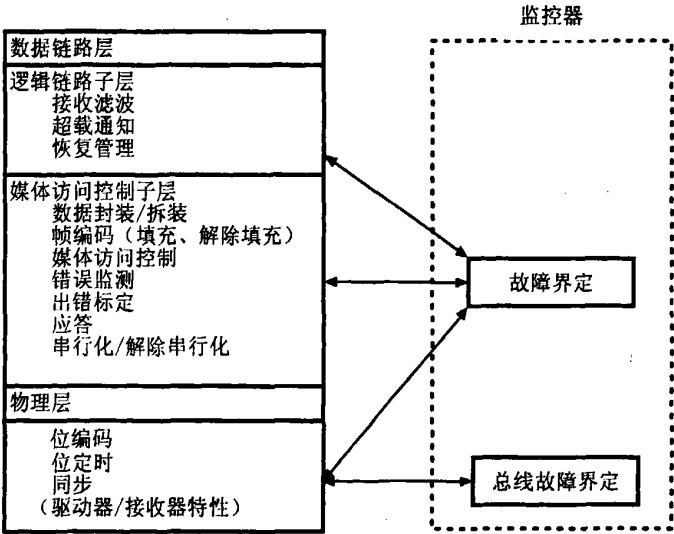 监控器
数据链路层
逻辑链路子层
接收滤波
超载通知
恢复管理
媒体访问控制子层
数据封装/拆装
帧编码（填充、解除填充）
媒体访问控制
错误监测
出错标定
应答
串行化/解除串行化
物理层
位编码
位定时
同步
（驱动器/接收器特性）
故障界定
总线故障界定